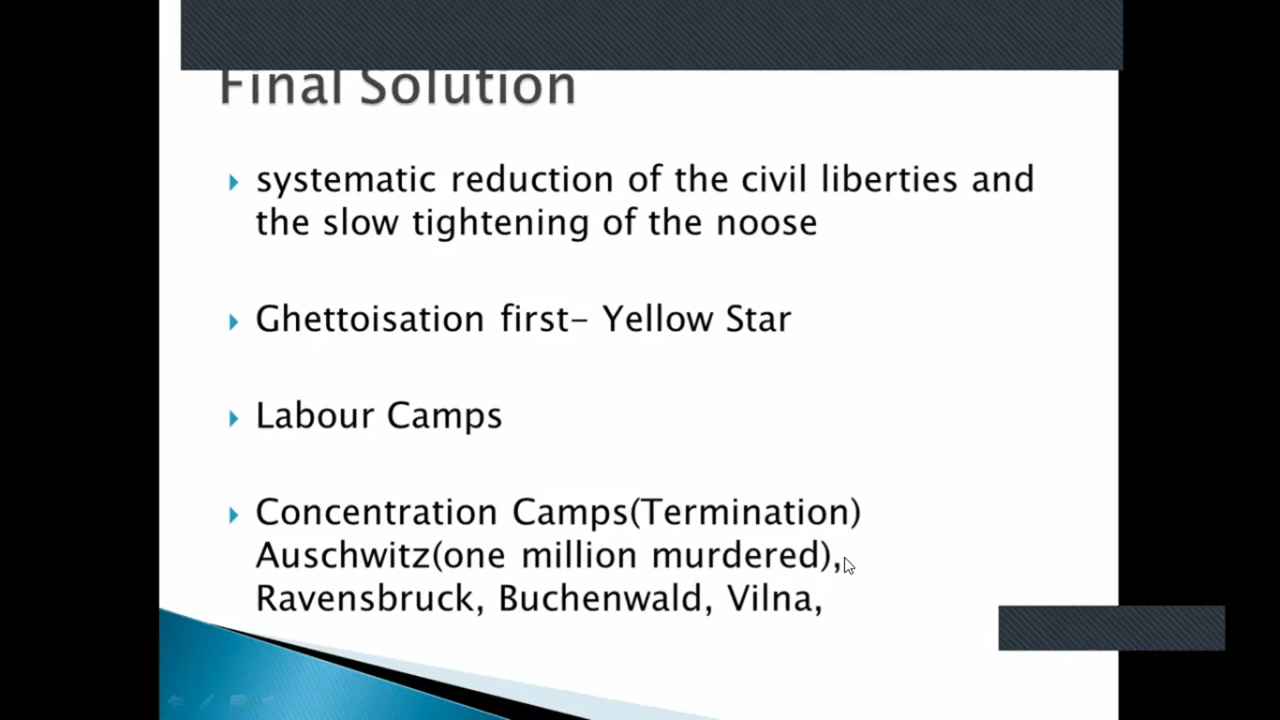 Final Solution
systematic reduction of the civil liberties and
the slow tightening of the noose
Ghettoisation first- Yellow Star
Labour Camps
Concentration Camps(Termination)
Auschwitz(one million murdered),
Ravensbruck, Buchenwald, Vilna,